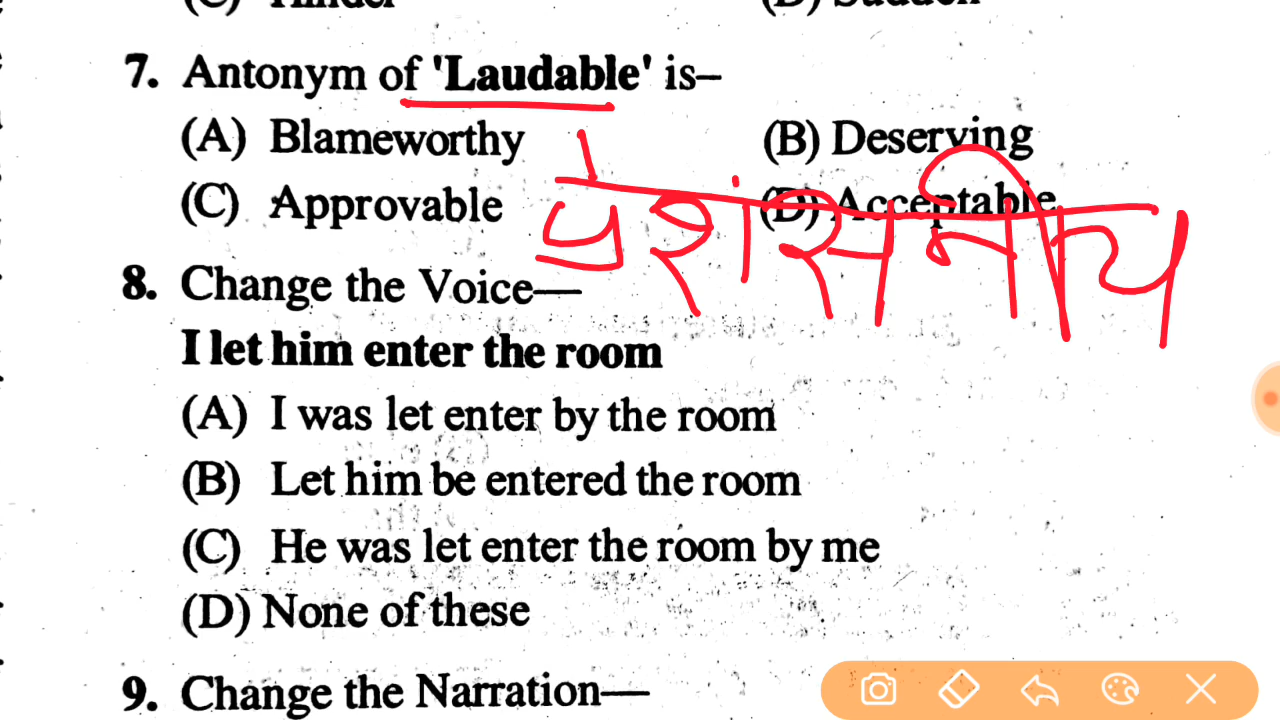 7. Antonym of 'Laudable' is–
(A) Blameworthy (B) Deserving
(C) Approvable (D) Acceptable
प्रशंसनीय
8. Change the Voice—
I let him enter the room
(A) I was let enter by the room
(B) Let him be entered the room
(C) He was let enter the room by me
(D) None of these
9. Change the Narration—